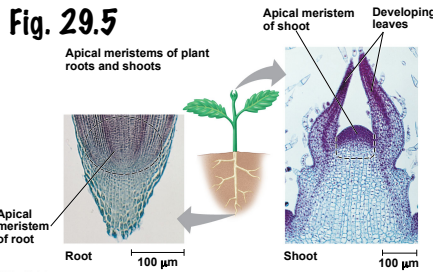 Fig. 29.5
Apical meristems of plant
roots and shoots
Apical meristem
of shoot
Developing
leaves
Apical
meristem
of root
Root
100 μm
Shoot
100 μm